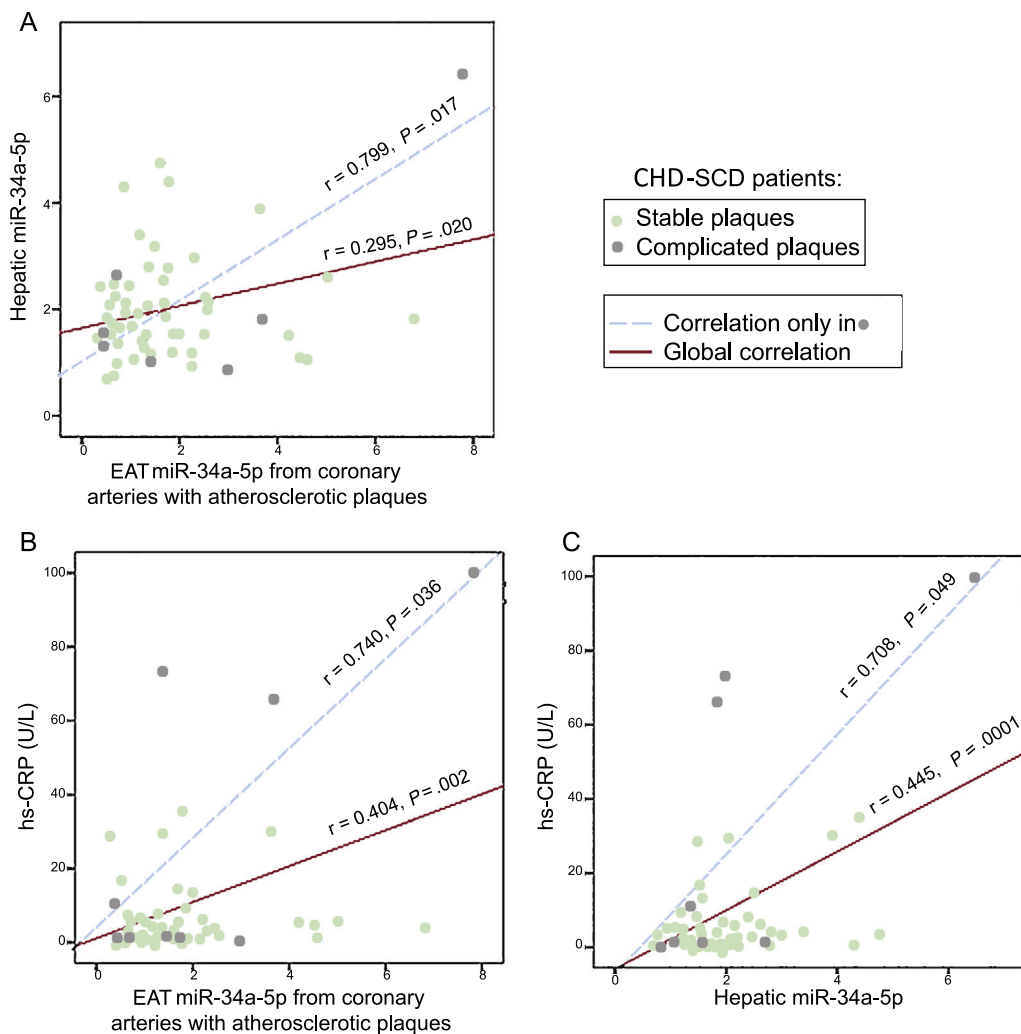 A
Hepatic miR-34a-5p
6
4
2
0
r = 0.799, P = .017
r = 0.295, P = .020
0 2 4 6 8
EAT miR-34a-5p from coronary
arteries with atherosclerotic plaques
CHD-SCD patients:
Stable plaques
Complicated plaques
Correlation only in
Global correlation
B
hs-CRP (U/L)
100
80
60
40
20
0
r = 0.740, P = .036
r = 0.404, P = .002
0 2 4 6 8
EAT miR-34a-5p from coronary
arteries with atherosclerotic plaques
C
hs-CRP (U/L)
100
80
60
40
20
0
r = 0.708, P = .049
r = 0.445, P = .0001
0 2 4 6
Hepatic miR-34a-5p